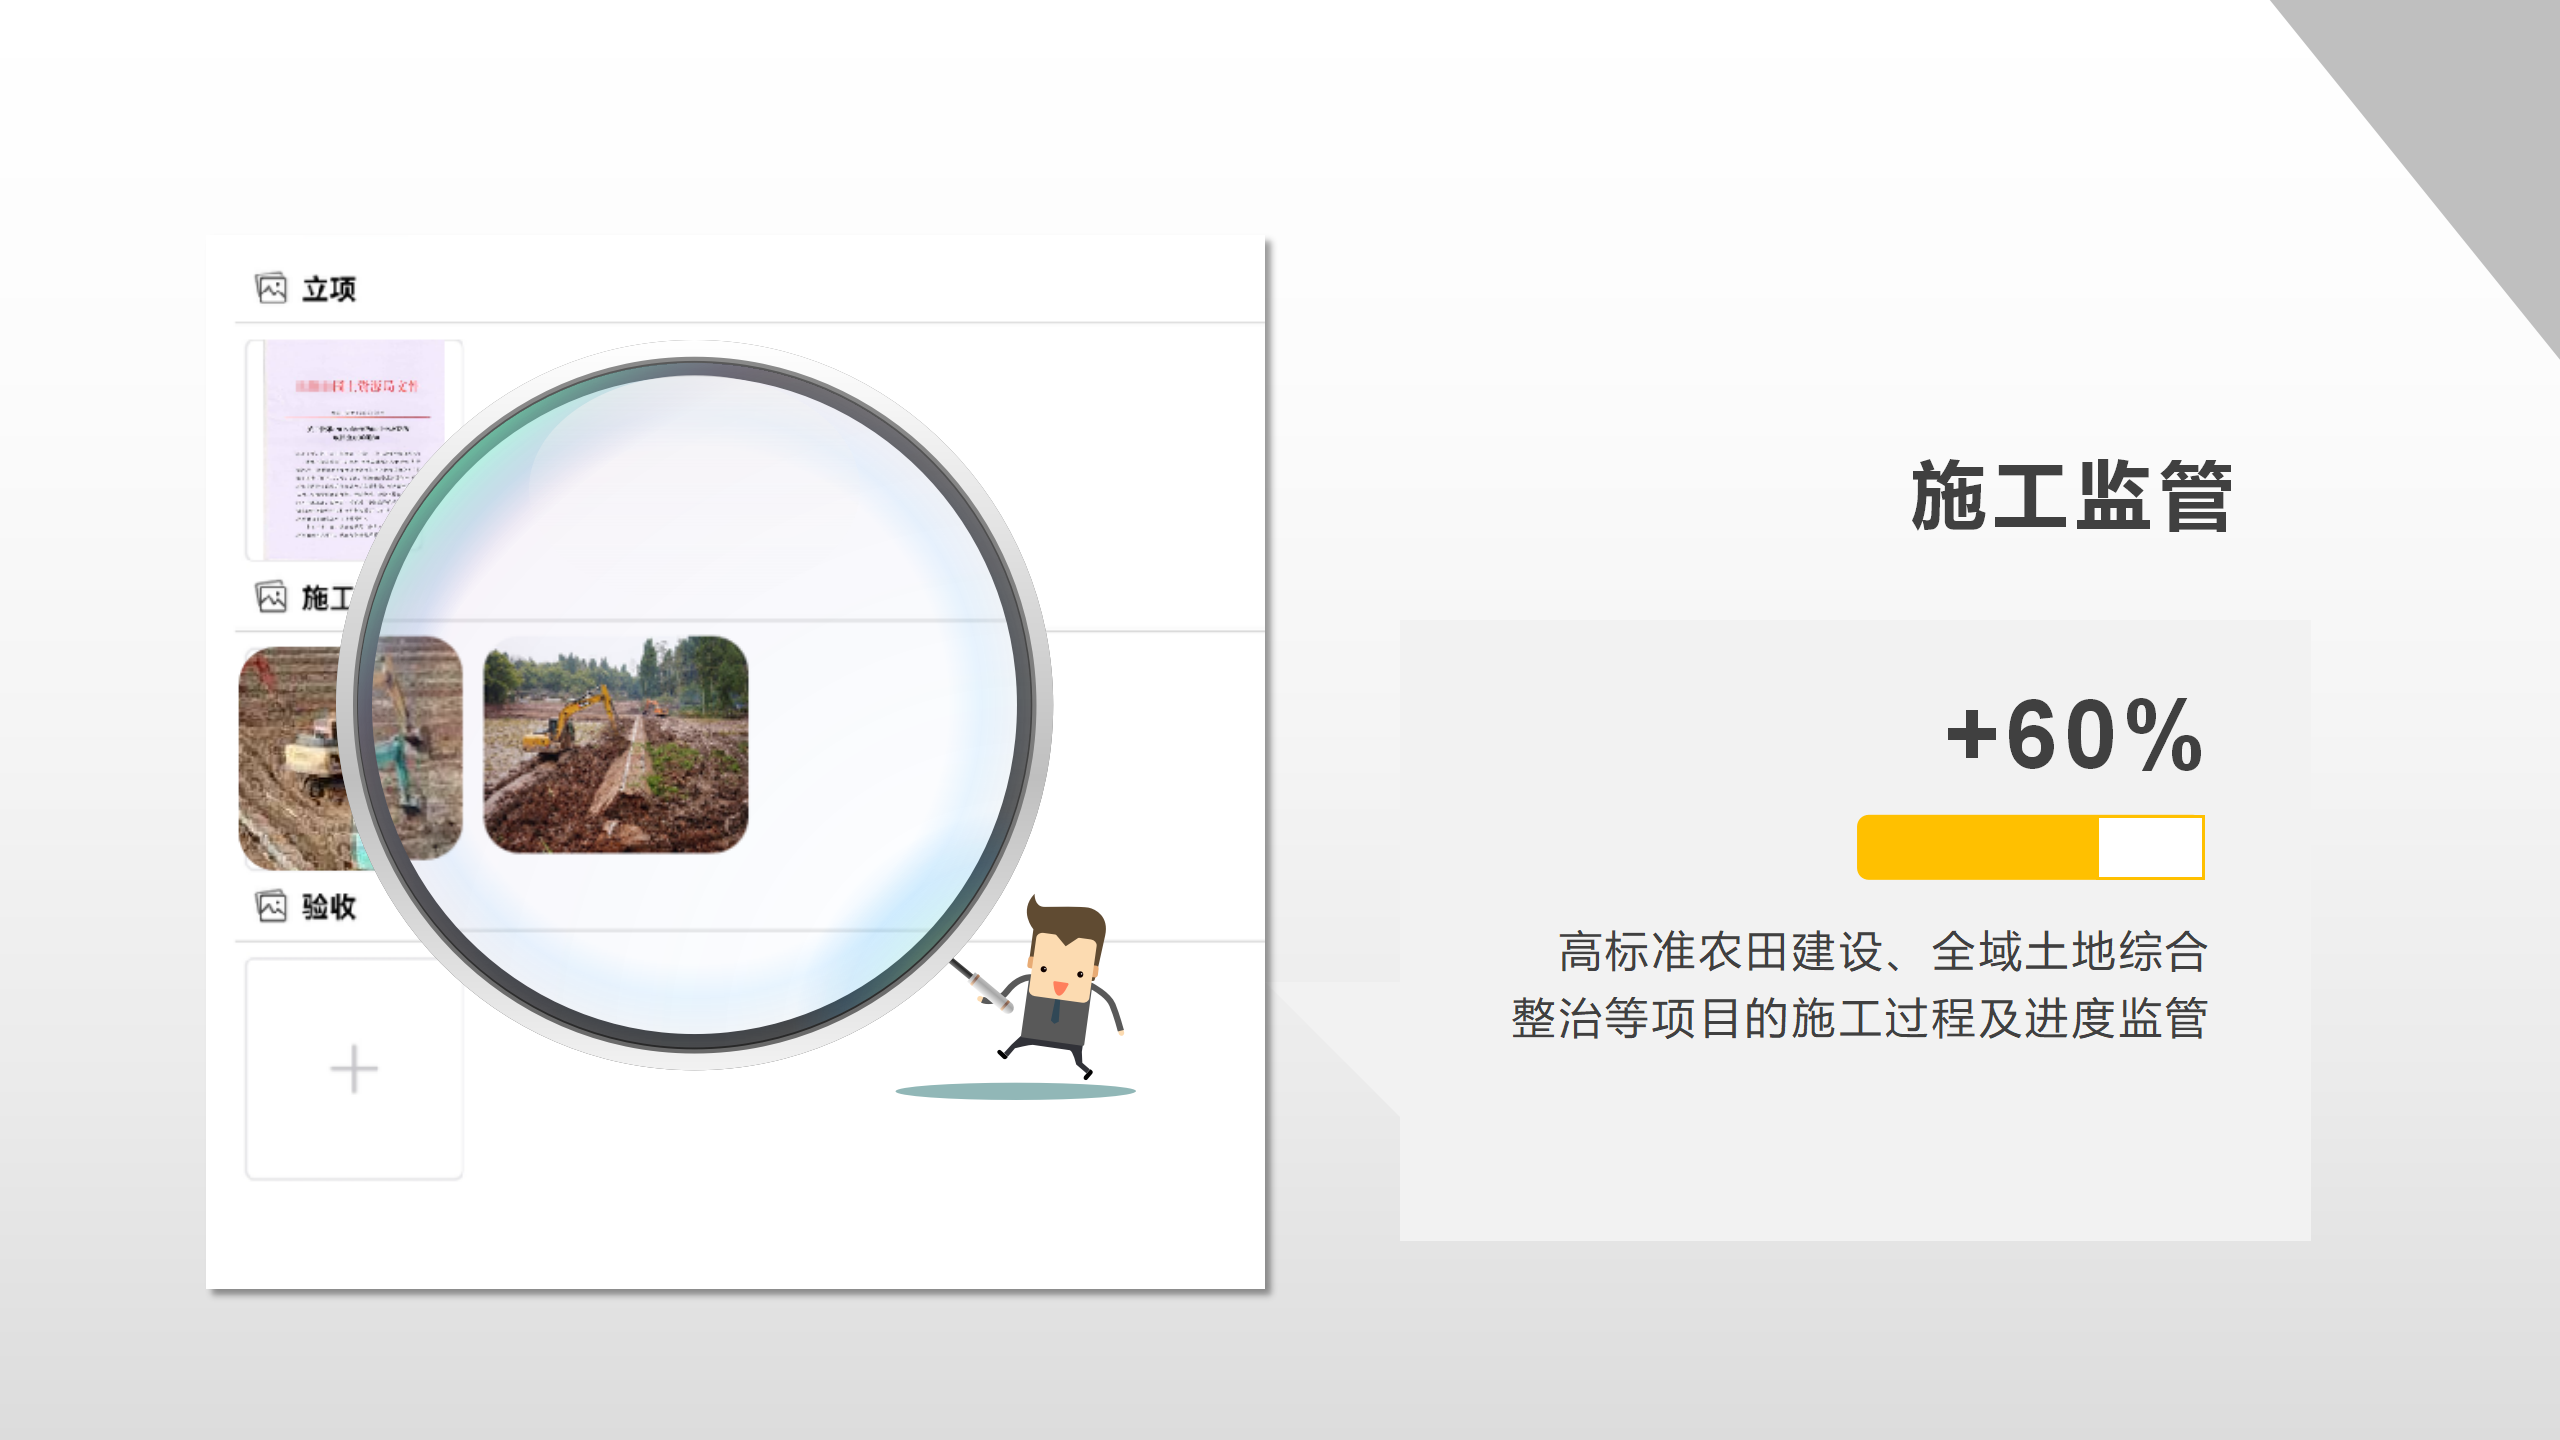 立项
土资源局文件
施工
验收
施工监管
+60%
高标准农田建设、全域土地综合
整治等项目的施工过程及进度监管